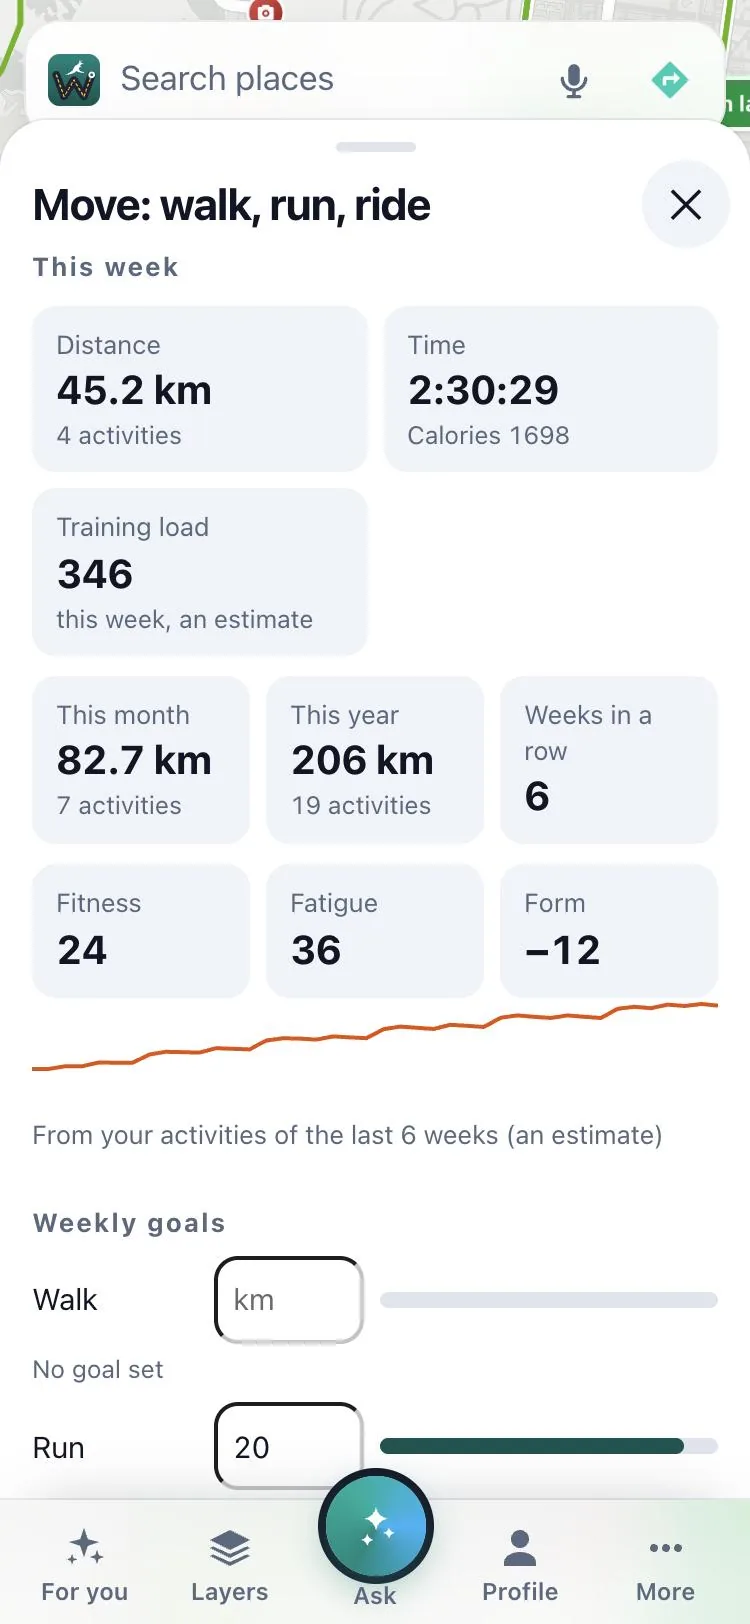 Search places
Move: walk, run, ride
This week
Distance
45.2 km
4 activities
Time
2:30:29
Calories 1698
Training load
346
this week, an estimate
This month
82.7 km
7 activities
This year
206 km
19 activities
Weeks in a
row
6
Fitness
24
Fatigue
36
Form
−12
From your activities of the last 6 weeks (an estimate)
Weekly goals
Walk
km
No goal set
Run
20
For you
Layers
Ask
Profile
More